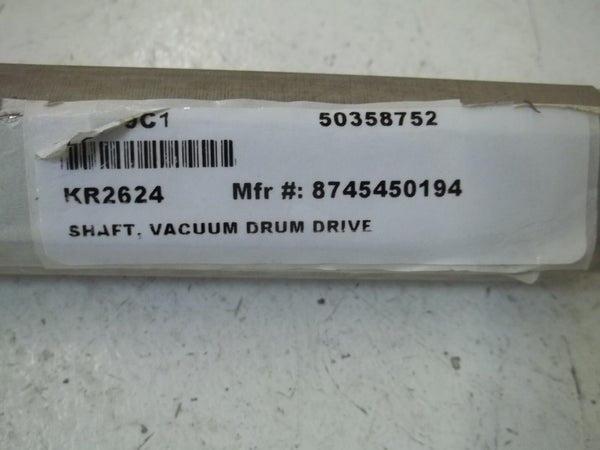 50358752
KR2624 Mfr #: 8745450194
SHAFT, VACUUM DRUM DRIVE